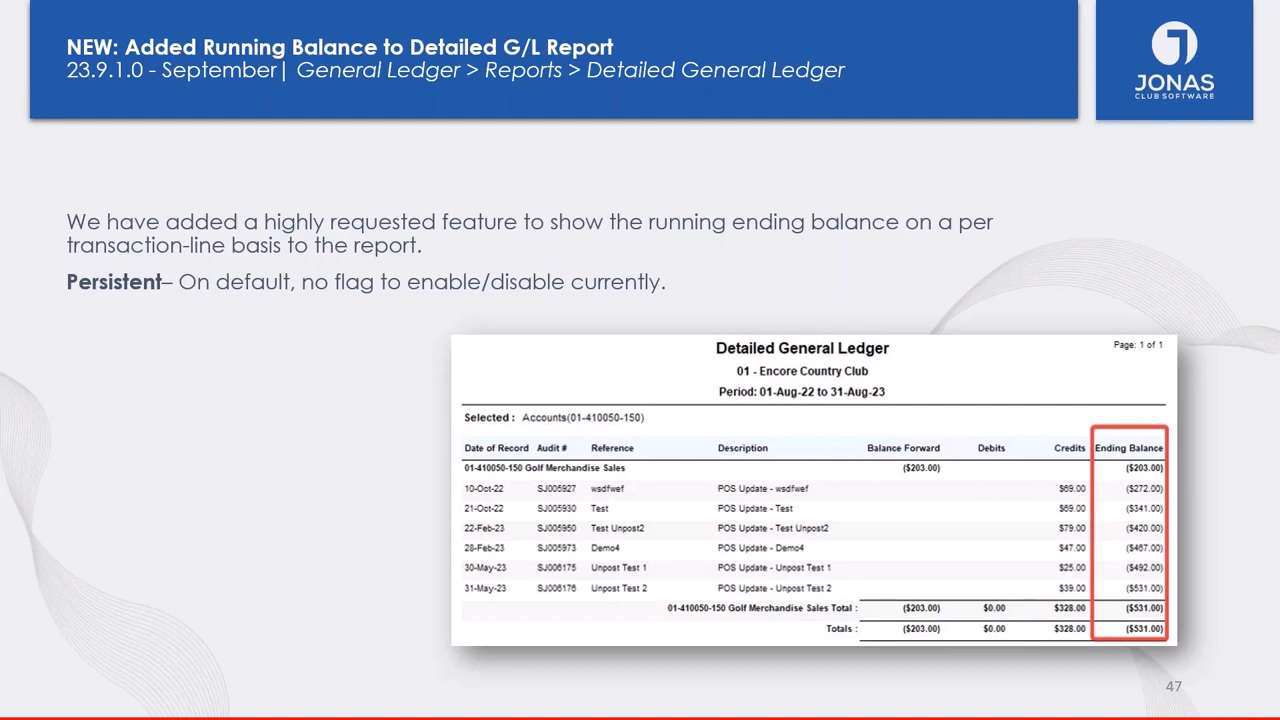 NEW: Added Running Balance to Detailed G/L Report
23.9.1.0 - September| General Ledger > Reports > Detailed General Ledger
JONAS
CLUB SOFTWARE
We have added a highly requested feature to show the running ending balance on a per
transaction-line basis to the report.
Persistent– On default, no flag to enable/disable currently.
Detailed General Ledger
Page: 1 of 1
01 - Encore Country Club
Period: 01-Aug-22 to 31-Aug-23
Selected : Accounts(01-410050-150)
Date of Record Audit # Reference Description Balance Forward Debits Credits Ending Balance
01-410050-150 Golf Merchandise Sales ($203.00) ($203.00)
10-Oct-22 SJ005927 wsdfwef POS Update - wsdfwef $69.00 ($272.00)
21-Oct-22 SJ005930 Test POS Update - Test $69.00 ($341.00)
22-Feb-23 SJ005950 Test Unpost2 POS Update - Test Unpost2 $79.00 ($420.00)
28-Feb-23 SJ005973 Demo4 POS Update - Demo4 $47.00 ($467.00)
30-May-23 SJ006175 Unpost Test 1 POS Update - Unpost Test 1 $25.00 ($492.00)
31-May-23 SJ006176 Unpost Test 2 POS Update - Unpost Test 2 $39.00 ($531.00)
01-410050-150 Golf Merchandise Sales Total : ($203.00) $0.00 $328.00 ($531.00)
Totals : ($203.00) $0.00 $328.00 ($531.00)
47